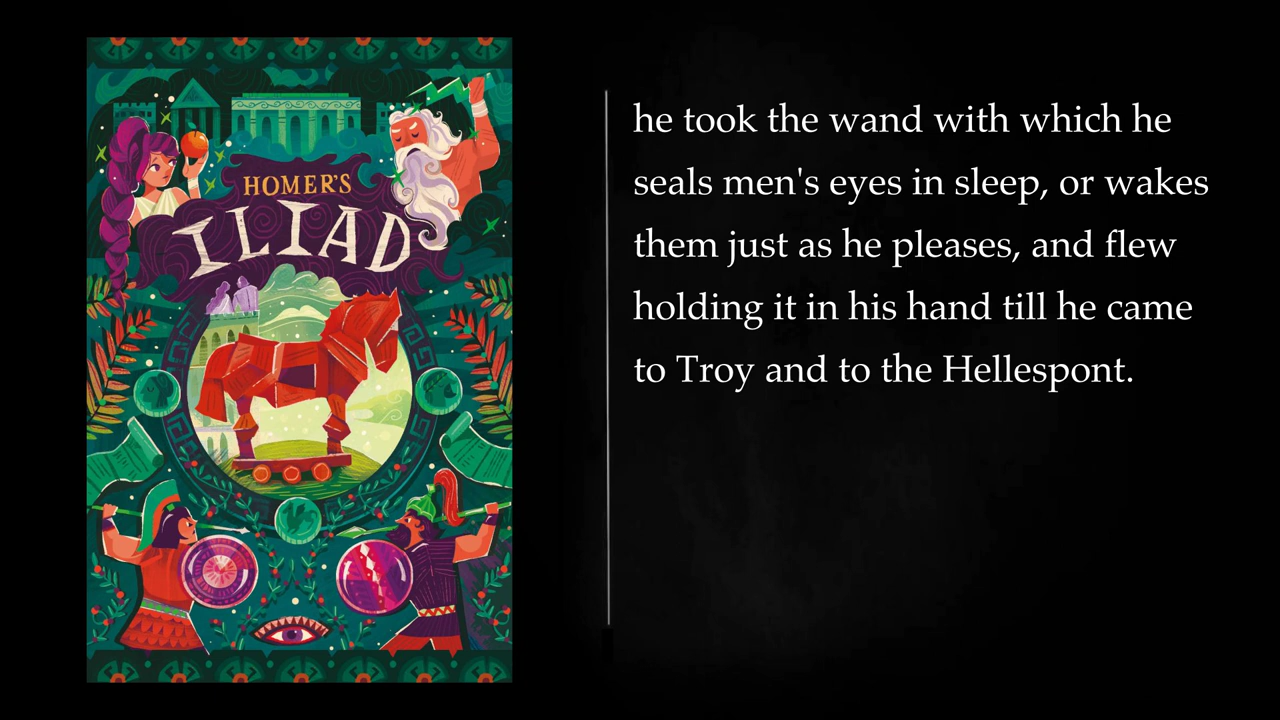 HOMER'S
ILIAD
he took the wand with which he
seals men's eyes in sleep, or wakes
them just as he pleases, and flew
holding it in his hand till he came
to Troy and to the Hellespont.